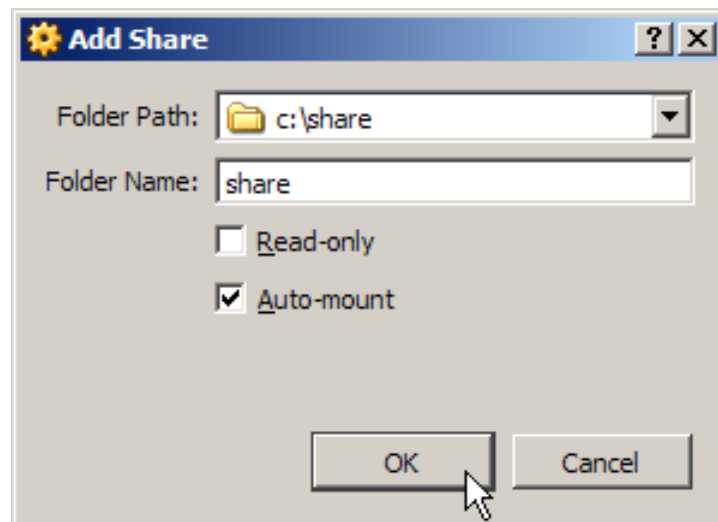 Add Share
Folder Path: c:\share
Folder Name: share
Read-only
Auto-mount
OK Cancel